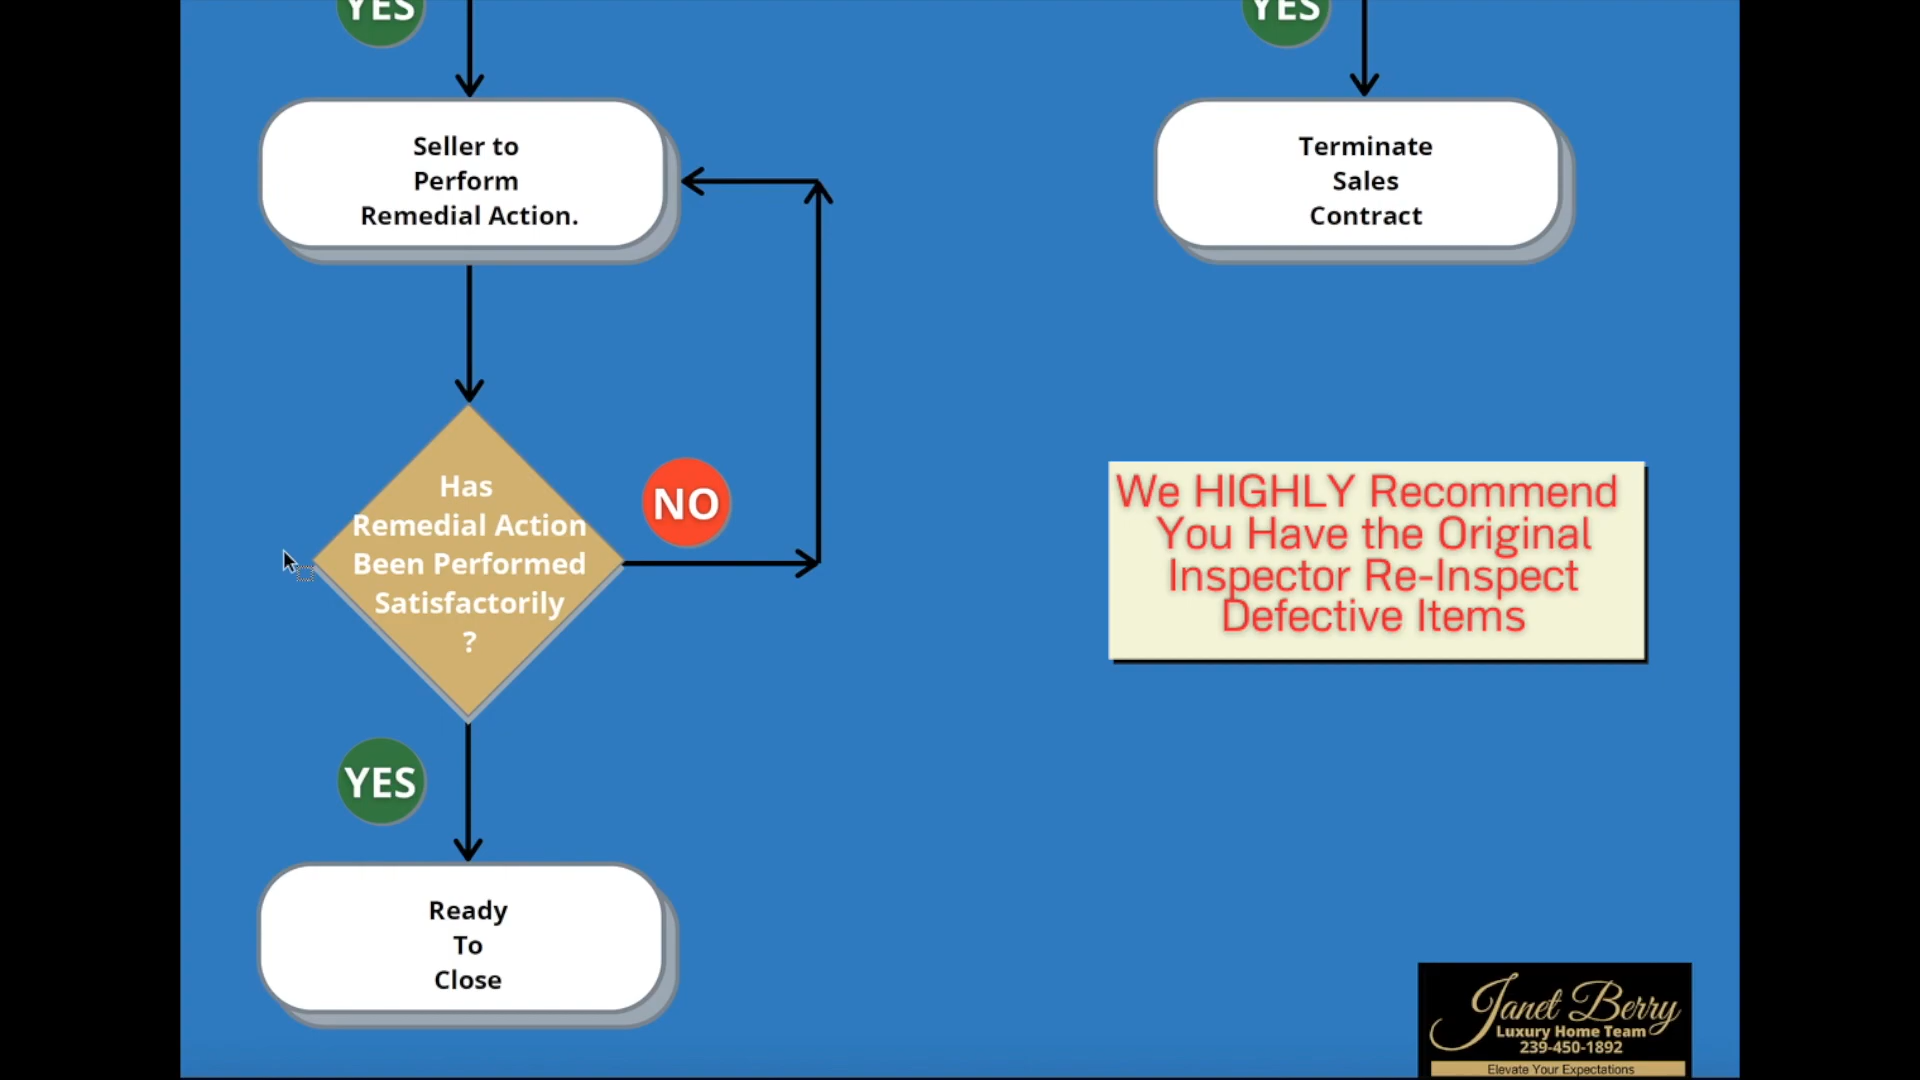 YES
YES
Seller to
Perform
Remedial Action.
Terminate
Sales
Contract
Has
Remedial Action
Been Performed
Satisfactorily
?
NO
We HIGHLY Recommend
You Have the Original
Inspector Re-Inspect
Defective Items
YES
Ready
To
Close
Janet Berry
Luxury Home Team
239-450-1892
Elevate Your Expectations